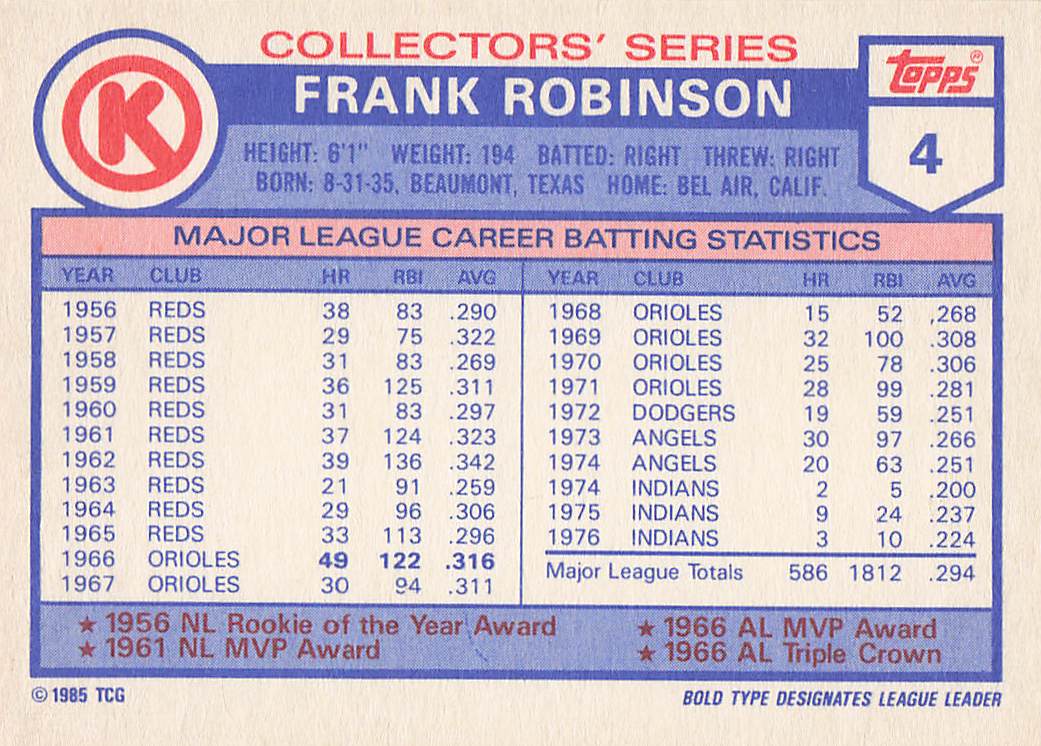 COLLECTORS' SERIES
K
FRANK ROBINSON
Topps®
4
HEIGHT: 6'1" WEIGHT: 194 BATTED: RIGHT THREW: RIGHT
BORN: 8-31-35, BEAUMONT, TEXAS HOME: BEL AIR, CALIF.
MAJOR LEAGUE CAREER BATTING STATISTICS
YEAR CLUB HR RBI AVG
1956 REDS 38 83 .290
1957 REDS 29 75 .322
1958 REDS 31 83 .269
1959 REDS 36 125 .311
1960 REDS 31 83 .297
1961 REDS 37 124 .323
1962 REDS 39 136 .342
1963 REDS 21 91 .259
1964 REDS 29 96 .306
1965 REDS 33 113 .296
1966 ORIOLES 49 122 .316
1967 ORIOLES 30 94 .311
YEAR CLUB HR RBI AVG
1968 ORIOLES 15 52 .268
1969 ORIOLES 32 100 .308
1970 ORIOLES 25 78 .306
1971 ORIOLES 28 99 .281
1972 DODGERS 19 59 .251
1973 ANGELS 30 97 .266
1974 ANGELS 20 63 .251
1974 INDIANS 2 5 .200
1975 INDIANS 9 24 .237
1976 INDIANS 3 10 .224
Major League Totals 586 1812 .294
★ 1956 NL Rookie of the Year Award
★ 1961 NL MVP Award
★ 1966 AL MVP Award
★ 1966 AL Triple Crown
© 1985 TCG
BOLD TYPE DESIGNATES LEAGUE LEADER